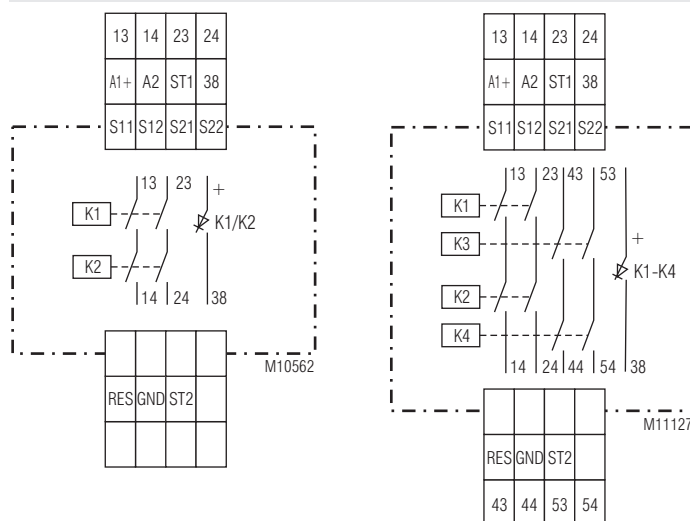 13 14 23 24
A1+ A2 ST1 38
S11 S12 S21 S22
13 23 +
K1
K1/K2
K2
14 24 38
M10562
RES GND ST2
13 14 23 24
A1+ A2 ST1 38
S11 S12 S21 S22
13 23 43 53
K1
K3
+
K1-K4
K2
K4
14 24 44 54 38
M11127
RES GND ST2
43 44 53 54